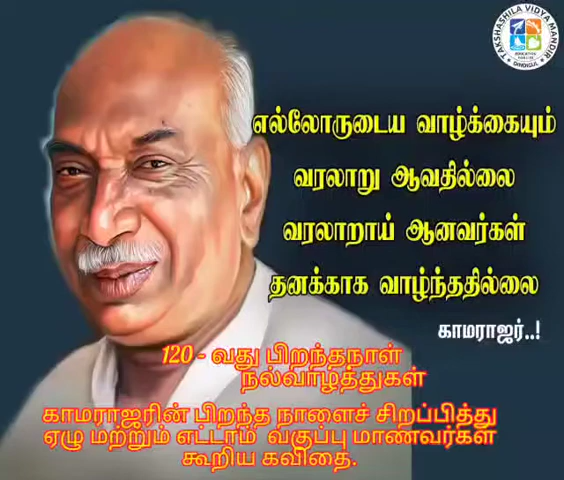 TAKSHASHILA VIDYA MANDIR
DINDIGUL
எல்லோருடைய வாழ்க்கையும்
வரலாறு ஆவதில்லை
வரலாறாய் ஆனவர்கள்
தனக்காக வாழ்ந்ததில்லை
காமராஜர்..!
120 - வது பிறந்தநாள்
நல்வாழ்த்துகள்
காமராஜரின் பிறந்த நாளைச் சிறப்பித்து
ஏழு மற்றும் எட்டாம் வகுப்பு மாணவர்கள்
கூறிய கவிதை.